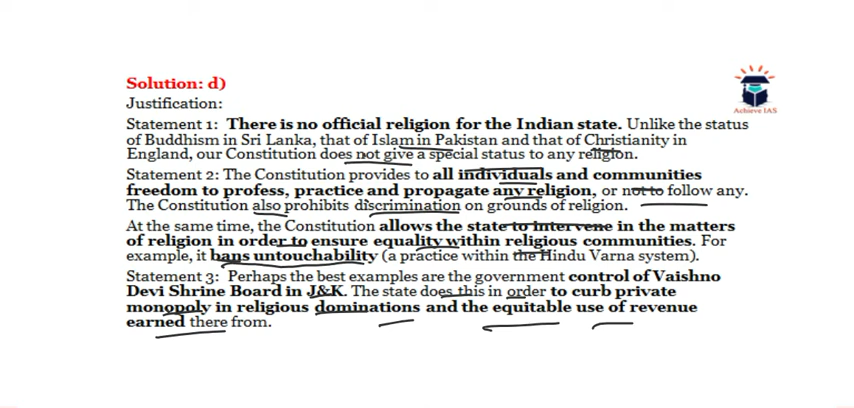 Solution: d)
Achieve IAS
Justification:
Statement 1: There is no official religion for the Indian state. Unlike the status
of Buddhism in Sri Lanka, that of Islam in Pakistan and that of Christianity in
England, our Constitution does not give a special status to any religion.
Statement 2: The Constitution provides to all individuals and communities
freedom to profess, practice and propagate any religion, or not to follow any.
The Constitution also prohibits discrimination on grounds of religion.
At the same time, the Constitution allows the state to intervene in the matters
of religion in order to ensure equality within religious communities. For
example, it bans untouchability (a practice within the Hindu Varna system).
Statement 3: Perhaps the best examples are the government control of Vaishno
Devi Shrine Board in J&K. The state does this in order to curb private
monopoly in religious dominations and the equitable use of revenue
earned there from.